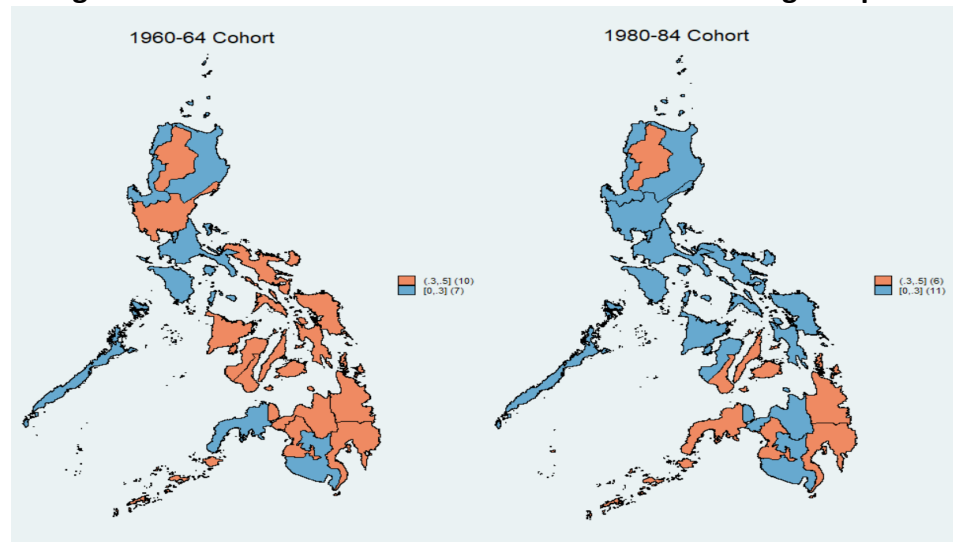 1960-64 Cohort
1980-84 Cohort
(.3,.5] (10)
[0,.3] (7)
(.3,.5] (6)
[0,.3] (11)